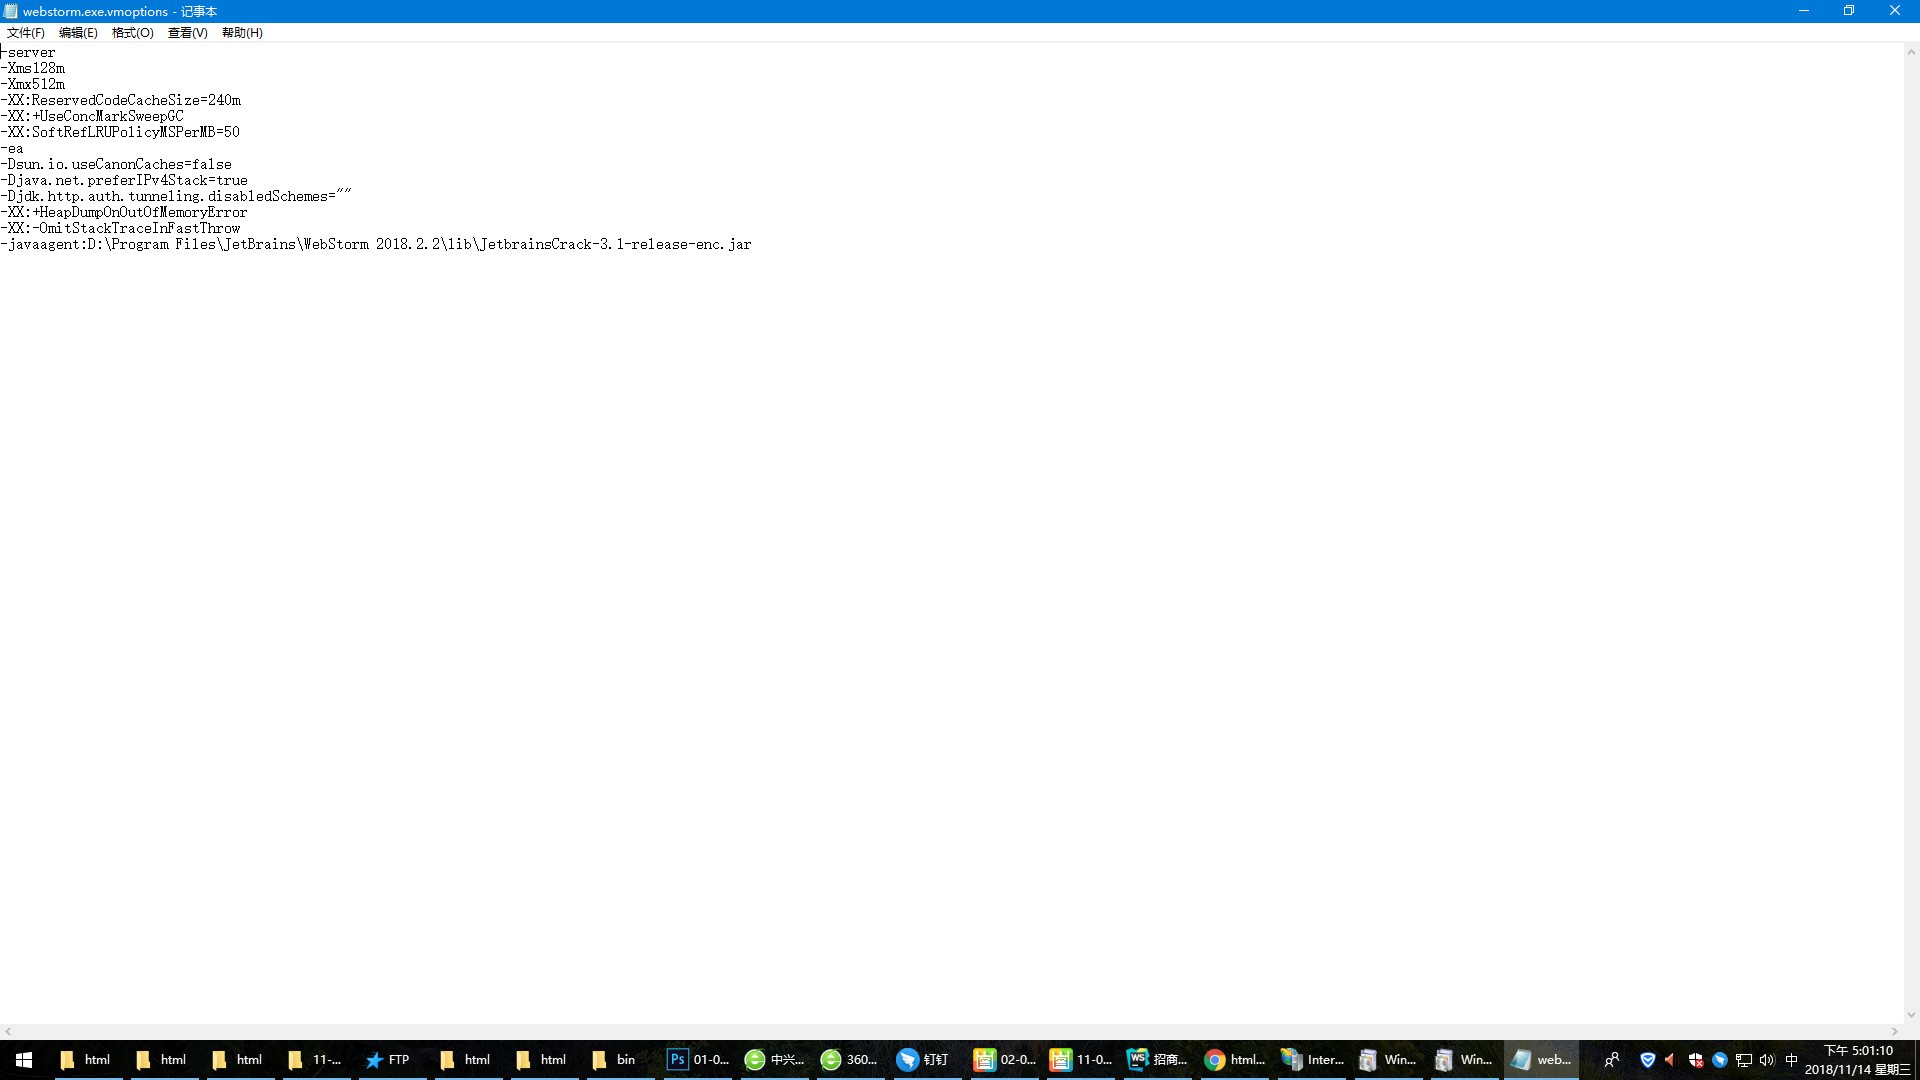 webstorm.exe.vmoptions - 记事本
文件(F) 编辑(E) 格式(O) 查看(V) 帮助(H)
-server
-Xms128m
-Xmx512m
-XX:ReservedCodeCacheSize=240m
-XX:+UseConcMarkSweepGC
-XX:SoftRefLRUPolicyMSPerMB=50
-ea
-Dsun.io.useCanonCaches=false
-Djava.net.preferIPv4Stack=true
-Djdk.http.auth.tunneling.disabledSchemes=""
-XX:+HeapDumpOnOutOfMemoryError
-XX:-OmitStackTraceInFastThrow
-javaagent:D:\Program Files\JetBrains\WebStorm 2018.2.2\lib\JetbrainsCrack-3.1-release-enc.jar
html html html 11-... FTP html html bin Ps 01-0... 中兴... 360... 钉钉 02-0... 11-0... WS 招商... html... Inter... Win... Win... web... 中 下午 5:01:10
2018/11/14 星期三